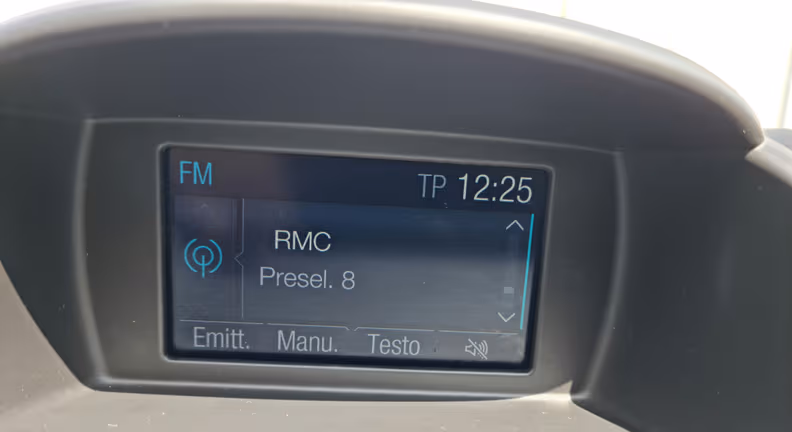 FM
TP 12:25
RMC
Presel. 8
Emitt. Manu. Testo